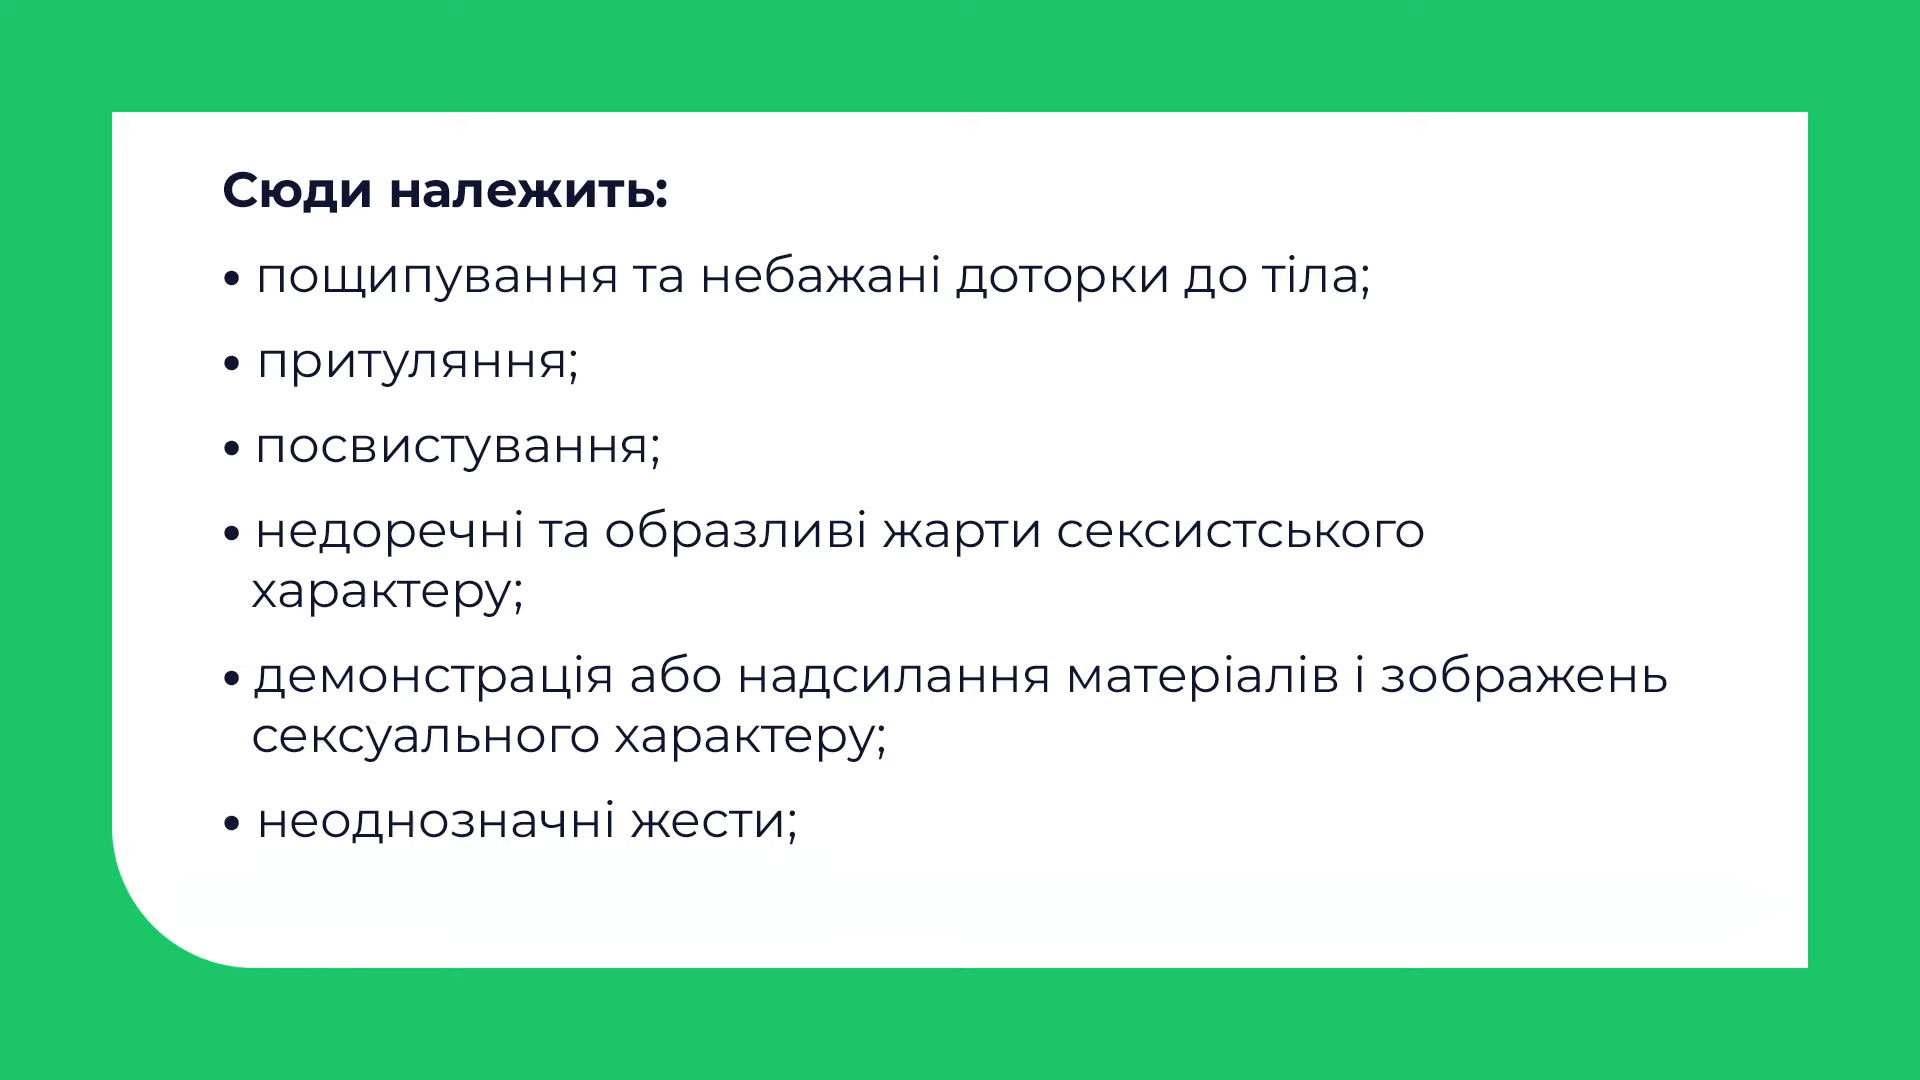 Сюди належить:
• пощипування та небажані доторки до тіла;
• притуляння;
• посвистування;
• недоречні та образливі жарти сексистського
характеру;
• демонстрація або надсилання матеріалів і зображень
сексуального характеру;
• неоднозначні жести;